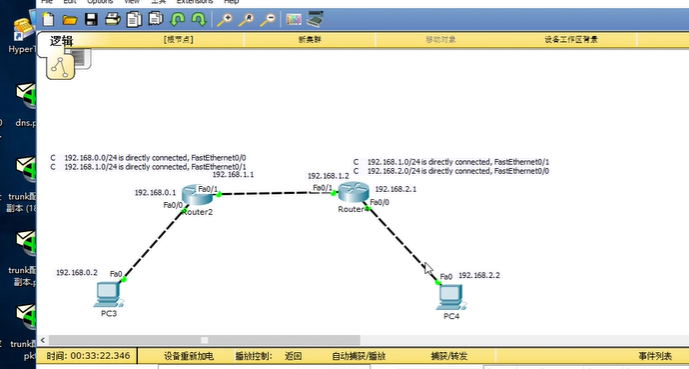 File Edit Options View 工具 Extensions Help
逻辑 [根节点] 新集群 移动对象 设备工作区背景
HyperT
dns.p
trunk配
副本 (18
trunk配
副本.p
trunk配
pk
C 192.168.0.0/24 is directly connected, FastEthernet0/0
C 192.168.1.0/24 is directly connected, FastEthernet0/1
C 192.168.1.0/24 is directly connected, FastEthernet0/1
C 192.168.2.0/24 is directly connected, FastEthernet0/0
192.168.1.1
192.168.1.2
192.168.0.1
Fa0/1
Fa0/1
192.168.2.1
Fa0/0
Fa0/0
Router2
Router4
192.168.0.2
Fa0
Fa0
192.168.2.2
PC3
PC4
时间: 00:33:22.346 设备重新加电 播放控制: 返回 自动捕获/播放 捕获/转发 事件列表